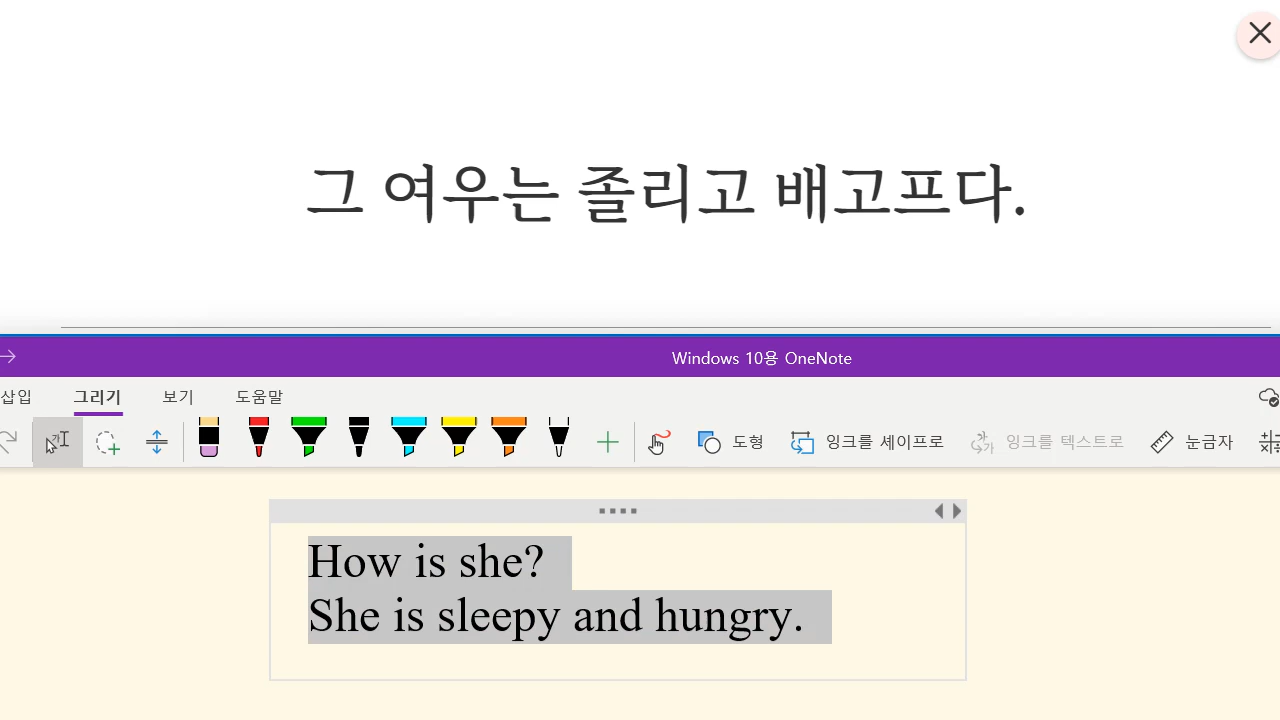 그 여우는 졸리고 배고프다.
Windows 10용 OneNote
삽입 그리기 보기 도움말
도형 잉크를 셰이프로 잉크를 텍스트로 눈금자
How is she?
She is sleepy and hungry.